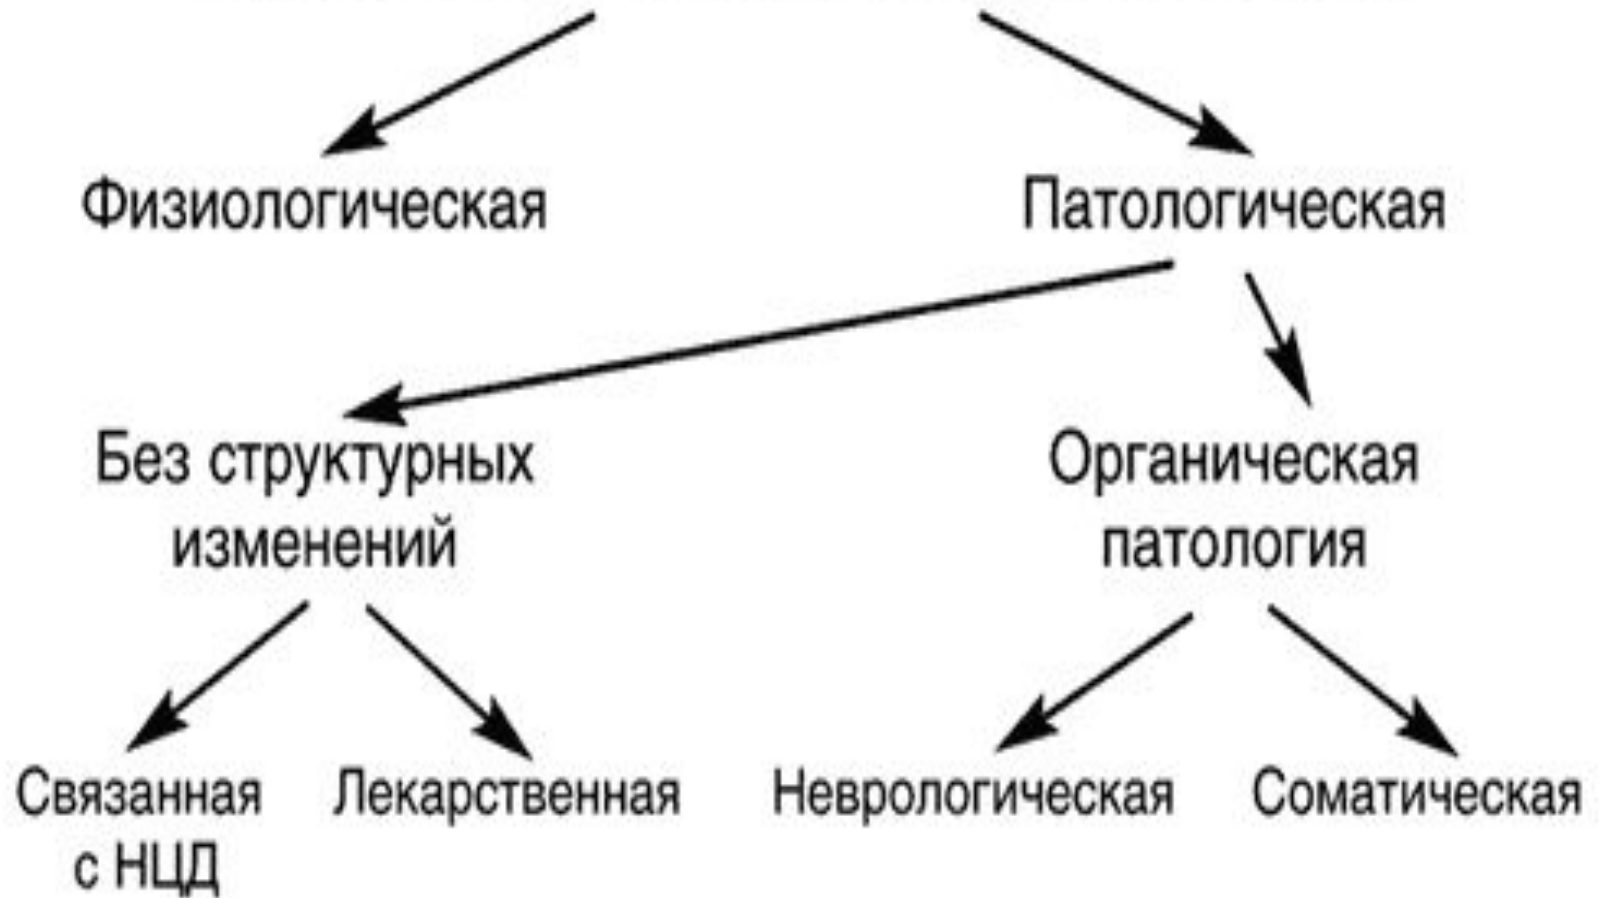 Физиологическая
Патологическая
Без структурных
изменений
Органическая
патология
Связанная
с НЦД
Лекарственная
Неврологическая
Соматическая